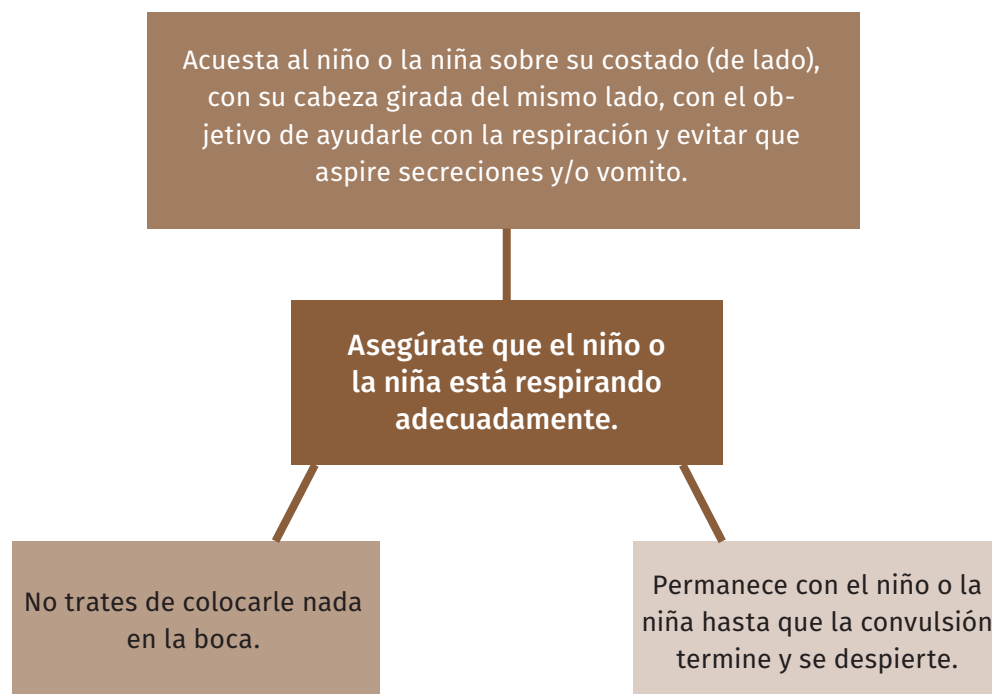 Acuesta al niño o la niña sobre su costado (de lado),
con su cabeza girada del mismo lado, con el ob-
jetivo de ayudarle con la respiración y evitar que
aspire secreciones y/o vomito.
Asegúrate que el niño o
la niña está respirando
adecuadamente.
No trates de colocarle nada
en la boca.
Permanece con el niño o la
niña hasta que la convulsión
termine y se despierte.